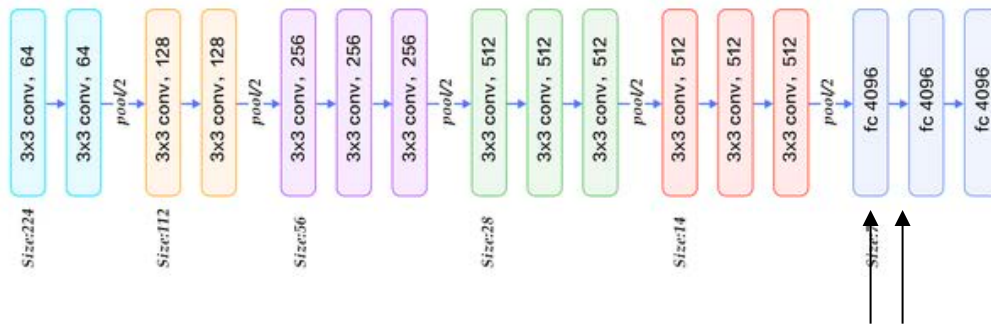 3x3 conv, 64
3x3 conv, 64
pool/2
3x3 conv, 128
3x3 conv, 128
pool/2
3x3 conv, 256
3x3 conv, 256
3x3 conv, 256
pool/2
3x3 conv, 512
3x3 conv, 512
3x3 conv, 512
pool/2
3x3 conv, 512
3x3 conv, 512
3x3 conv, 512
pool/2
fc 4096
fc 4096
fc 4096
Size:224
Size:112
Size:56
Size:28
Size:14
Size:7